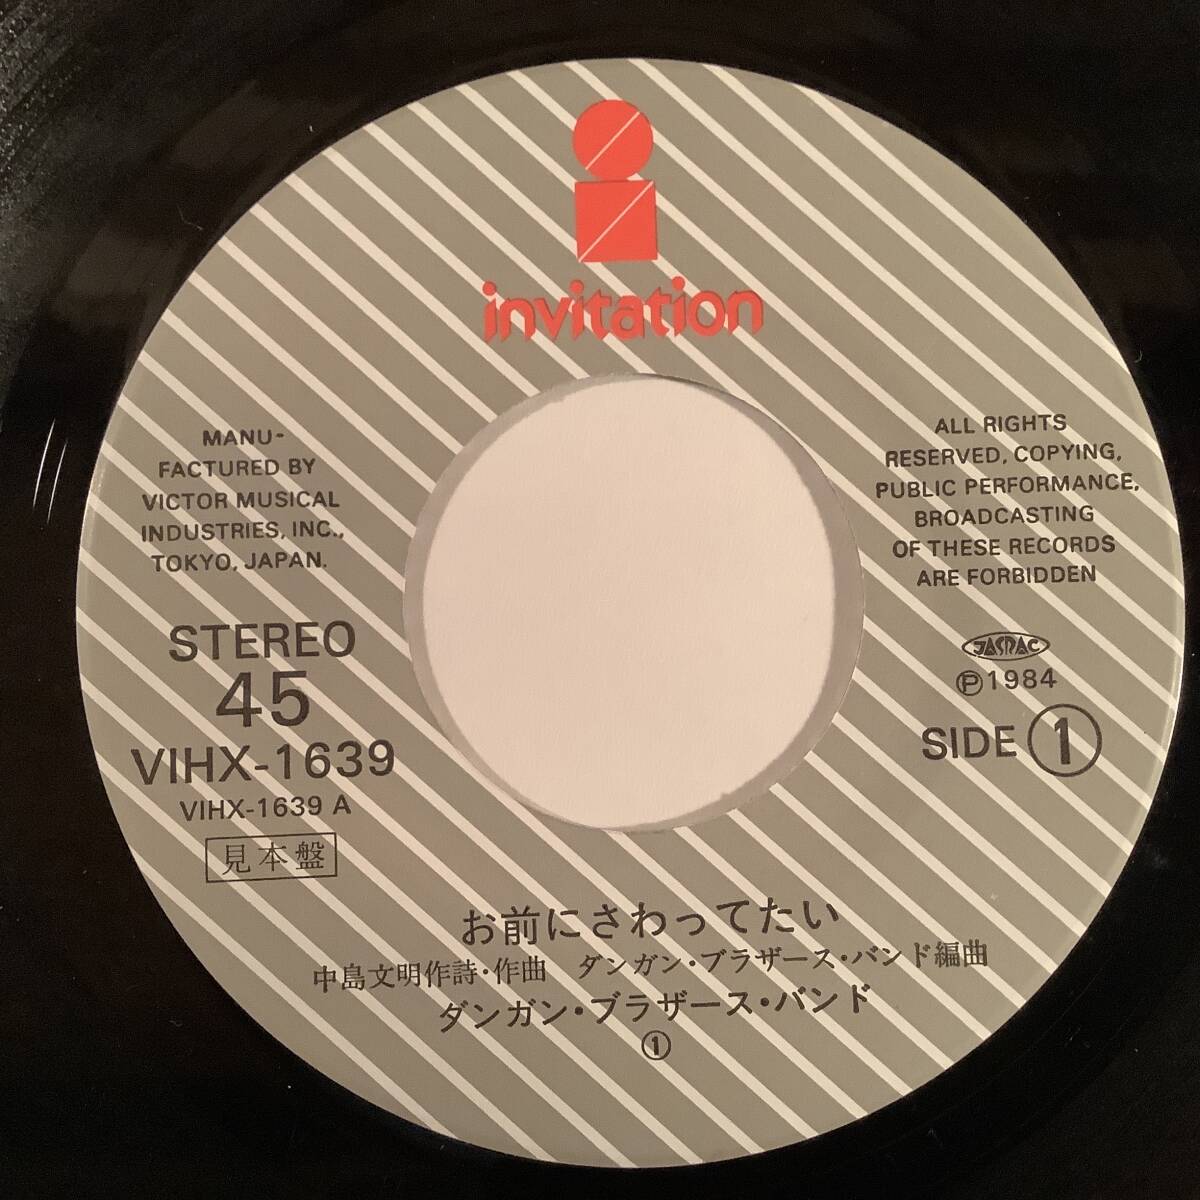 invitation
MANU-
FACTURED BY
VICTOR MUSICAL
INDUSTRIES, INC.,
TOKYO, JAPAN.
ALL RIGHTS
RESERVED, COPYING,
PUBLIC PERFORMANCE,
BROADCASTING
OF THESE RECORDS
ARE FORBIDDEN
STEREO
45
VIHX-1639
VIHX-1639 A
見本盤
JASRAC
Ⓟ1984
SIDE ①
お前にさわってたい
中島文明作詩・作曲 ダンガン・ブラザース・バンド編曲
ダンガン・ブラザース・バンド
①